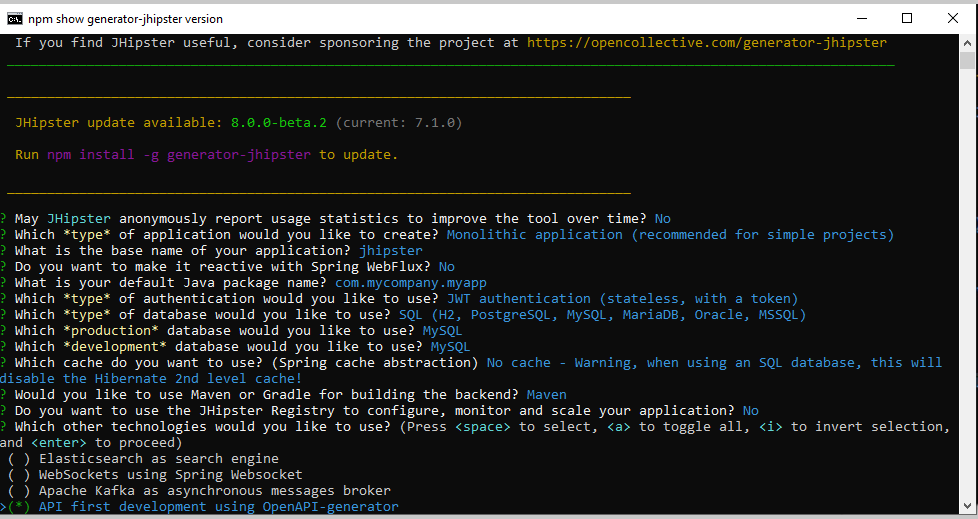 npm show generator-jhipster version
If you find JHipster useful, consider sponsoring the project at https://opencollective.com/generator-jhipster
JHipster update available: 8.0.0-beta.2 (current: 7.1.0)
Run npm install -g generator-jhipster to update.
? May JHipster anonymously report usage statistics to improve the tool over time? No
? Which *type* of application would you like to create? Monolithic application (recommended for simple projects)
? What is the base name of your application? jhipster
? Do you want to make it reactive with Spring WebFlux? No
? What is your default Java package name? com.mycompany.myapp
? Which *type* of authentication would you like to use? JWT authentication (stateless, with a token)
? Which *type* of database would you like to use? SQL (H2, PostgreSQL, MySQL, MariaDB, Oracle, MSSQL)
? Which *production* database would you like to use? MySQL
? Which *development* database would you like to use? MySQL
? Which cache do you want to use? (Spring cache abstraction) No cache - Warning, when using an SQL database, this will
disable the Hibernate 2nd level cache!
? Would you like to use Maven or Gradle for building the backend? Maven
? Do you want to use the JHipster Registry to configure, monitor and scale your application? No
? Which other technologies would you like to use? (Press <space> to select, <a> to toggle all, <i> to invert selection,
and <enter> to proceed)
( ) Elasticsearch as search engine
( ) WebSockets using Spring Websocket
( ) Apache Kafka as asynchronous messages broker
>(*) API first development using OpenAPI-generator